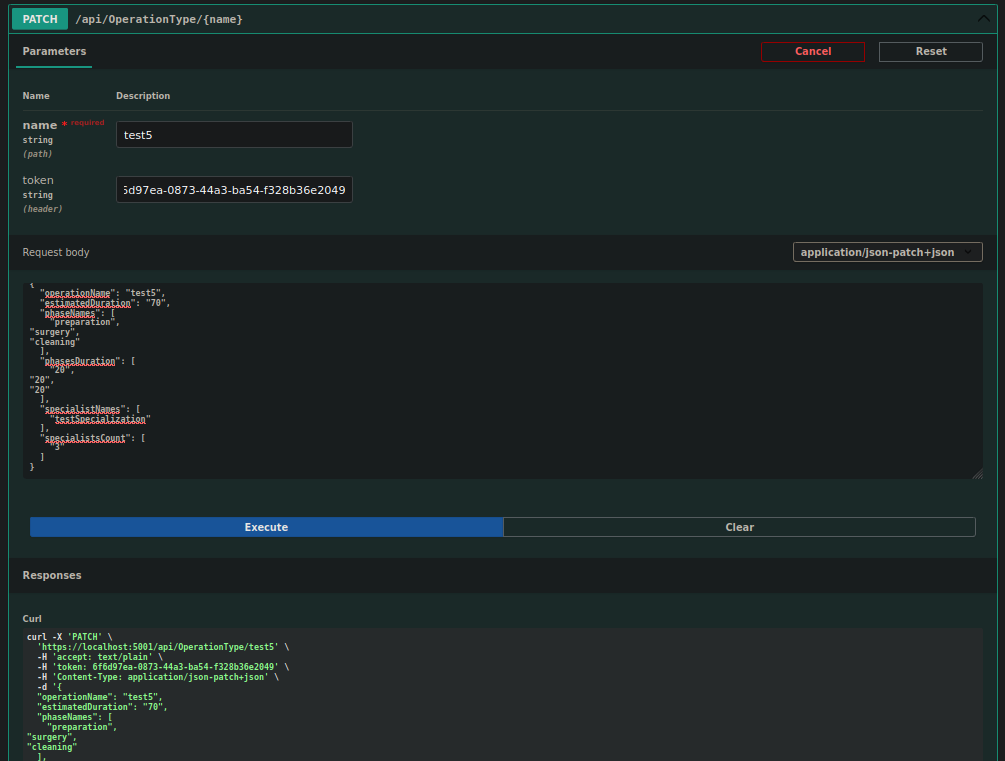 PATCH /api/OperationType/{name}
Parameters
Cancel
Reset
Name Description
name * required
string
(path)
test5
token
string
(header)
5d97ea-0873-44a3-ba54-f328b36e2049
Request body
application/json-patch+json
{
"operationName": "test5",
"estimatedDuration": "70",
"phaseNames": [
"preparation",
"surgery",
"cleaning"
],
"phasesDuration": [
"20",
"20",
"20"
],
"specialistNames": [
"testSpecialization"
],
"specialistsCount": [
"3"
]
}
Execute
Clear
Responses
Curl
curl -X 'PATCH' \
'https://localhost:5001/api/OperationType/test5' \
-H 'accept: text/plain' \
-H 'token: 6f6d97ea-0873-44a3-ba54-f328b36e2049' \
-H 'Content-Type: application/json-patch+json' \
-d '{
"operationName": "test5",
"estimatedDuration": "70",
"phaseNames": [
"preparation",
"surgery",
"cleaning"
],